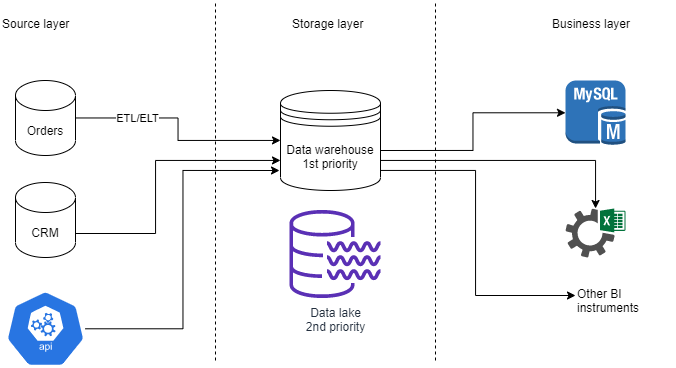 Source layer
Storage layer
Business layer
Orders
ETL/ELT
Data warehouse
1st priority
MySQL
M
CRM
X
api
Data lake
2nd priority
Other BI
instruments